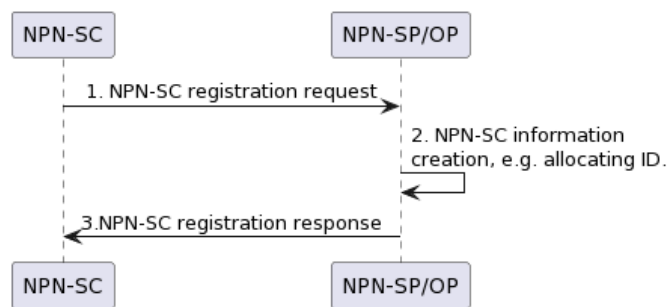 NPN-SC
NPN-SP/OP
1. NPN-SC registration request
2. NPN-SC information
creation, e.g. allocating ID.
3.NPN-SC registration response
NPN-SC
NPN-SP/OP